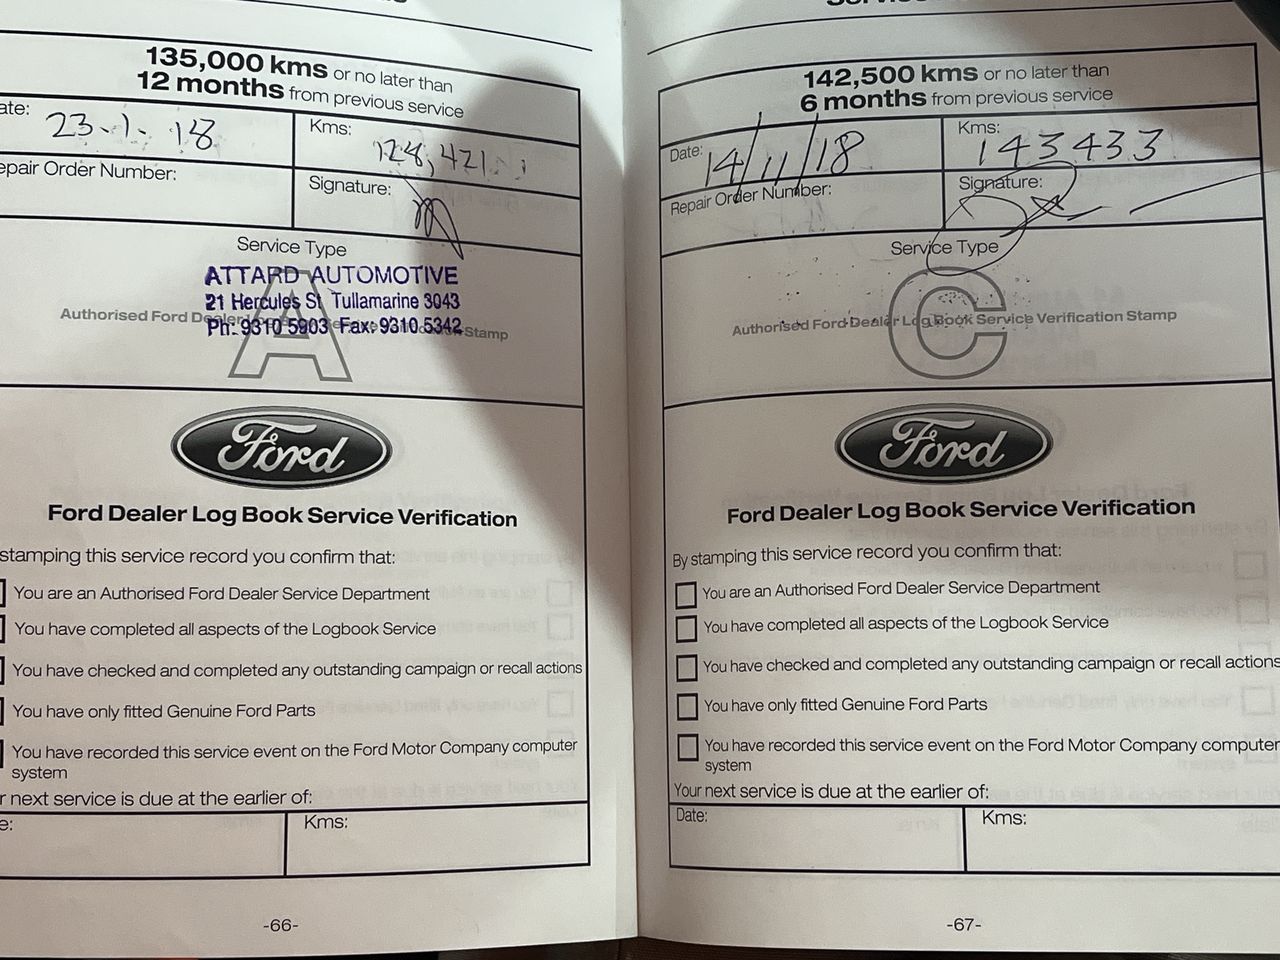 135,000 kms or no later than
12 months from previous service
ate: 23-1-18
Kms: 128,421
epair Order Number:
Signature:
Service Type
A
ATTARD AUTOMOTIVE
21 Hercules St Tullamarine 3043
Authorised Ford Dealer Stamp
Ph: 9310 5903 Fax: 9310 5342
Ford
Ford Dealer Log Book Service Verification
stamping this service record you confirm that:
You are an Authorised Ford Dealer Service Department
You have completed all aspects of the Logbook Service
You have checked and completed any outstanding campaign or recall actions
You have only fitted Genuine Ford Parts
You have recorded this service event on the Ford Motor Company computer
system
r next service is due at the earlier of:
e:
Kms:
-66-
142,500 kms or no later than
6 months from previous service
Date: 14/11/18
Kms: 143433
Repair Order Number:
Signature:
Service Type
C
Authorised Ford Dealer Log Book Service Verification Stamp
Ford
Ford Dealer Log Book Service Verification
By stamping this service record you confirm that:
You are an Authorised Ford Dealer Service Department
You have completed all aspects of the Logbook Service
You have checked and completed any outstanding campaign or recall actions
You have only fitted Genuine Ford Parts
You have recorded this service event on the Ford Motor Company computer
system
Your next service is due at the earlier of:
Date:
Kms:
-67-